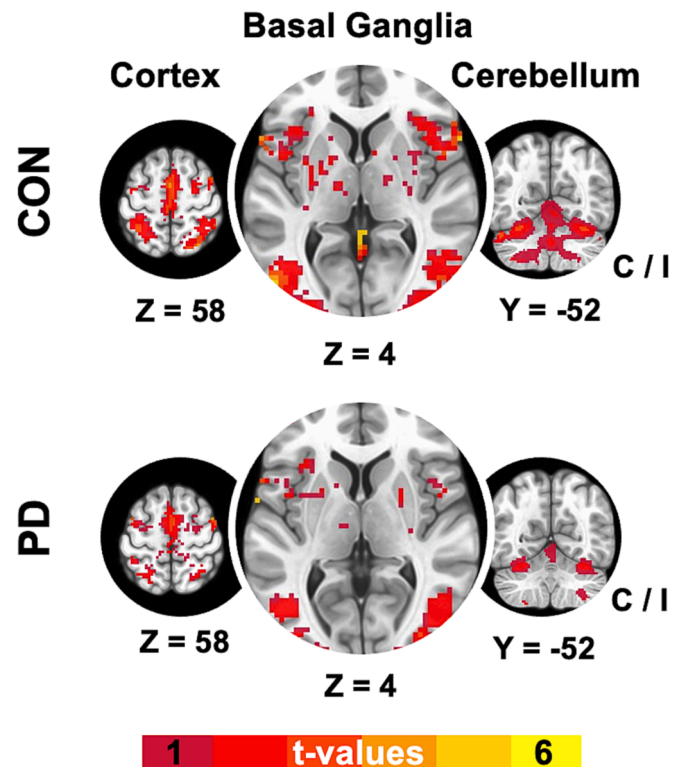 Basal Ganglia
Cortex
Cerebellum
CON
C / I
Z = 58
Y = -52
Z = 4
PD
C / I
Z = 58
Y = -52
Z = 4
1 t-values 6